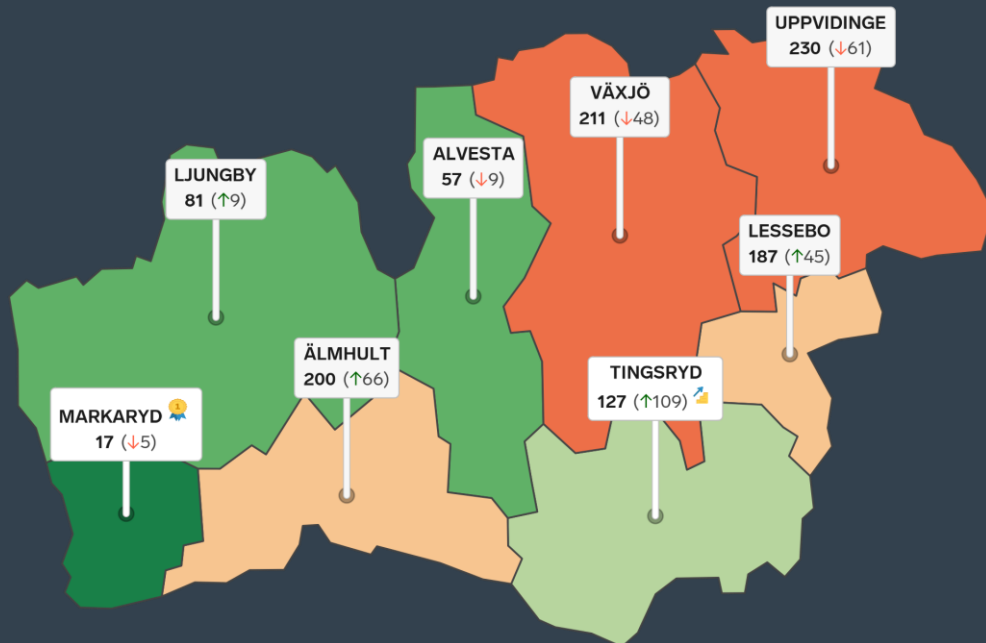 UPPVIDINGE
230 (↓61)
VÄXJÖ
211 (↓48)
ALVESTA
57 (↓9)
LJUNGBY
81 (↑9)
LESSEBO
187 (↑45)
ÄLMHULT
200 (↑66)
TINGSRYD
127 (↑109)
MARKARYD
1
17 (↓5)